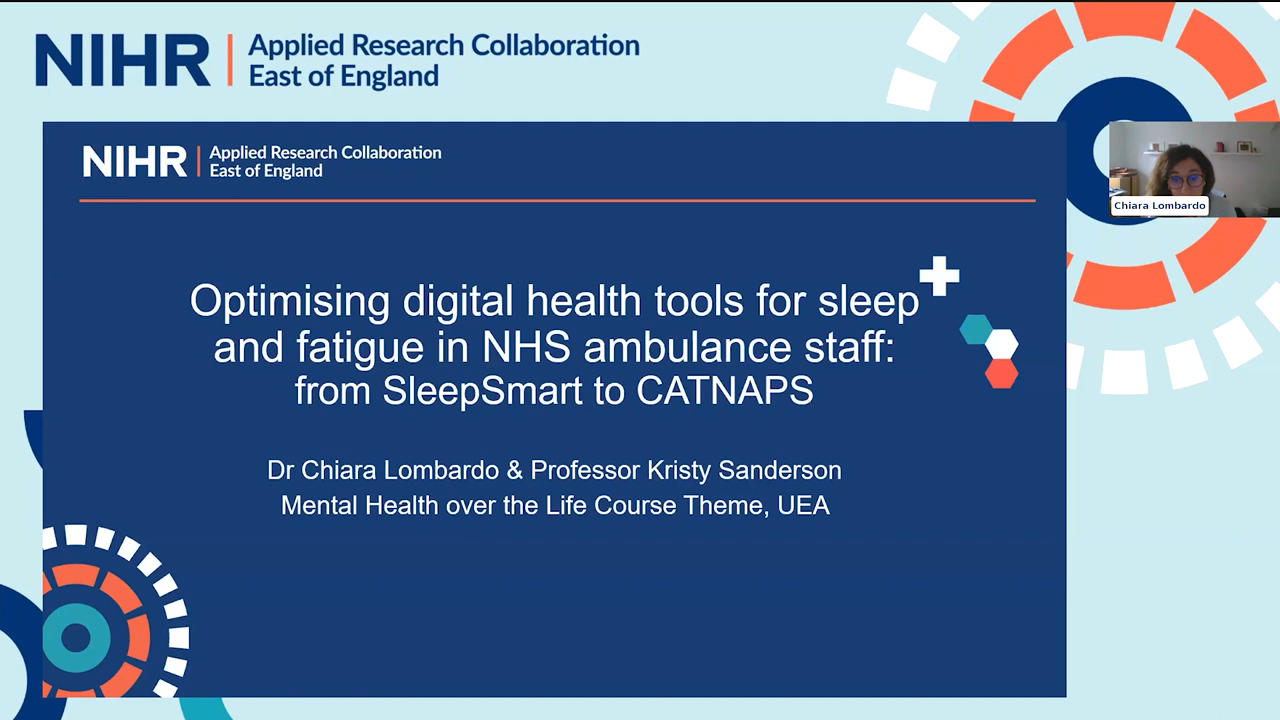 NIHR | Applied Research Collaboration
East of England
NIHR | Applied Research Collaboration
East of England
Chiara Lombardo
Optimising digital health tools for sleep
and fatigue in NHS ambulance staff:
from SleepSmart to CATNAPS
Dr Chiara Lombardo & Professor Kristy Sanderson
Mental Health over the Life Course Theme, UEA